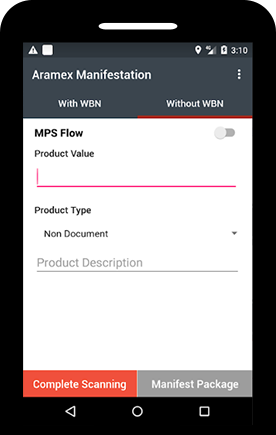 3:10
Aramex Manifestation
With WBN
Without WBN
MPS Flow
Product Value
Product Type
Non Document
Product Description
Complete Scanning
Manifest Package